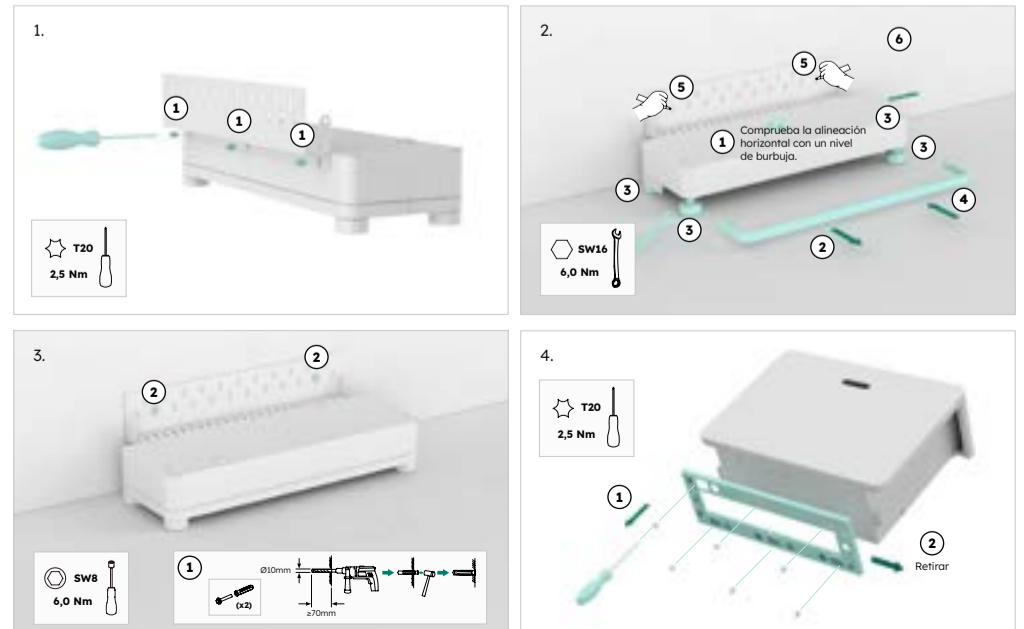 1.
1
1
1
T20
2,5 Nm
2.
6
5
5
1
Comprueba la alineación
horizontal con un nivel
de burbuja.
3
3
3
3
4
2
SW16
6,0 Nm
3.
2
2
SW8
6,0 Nm
1
(x2)
Ø10mm
≥70mm
4.
T20
2,5 Nm
1
2
Retirar